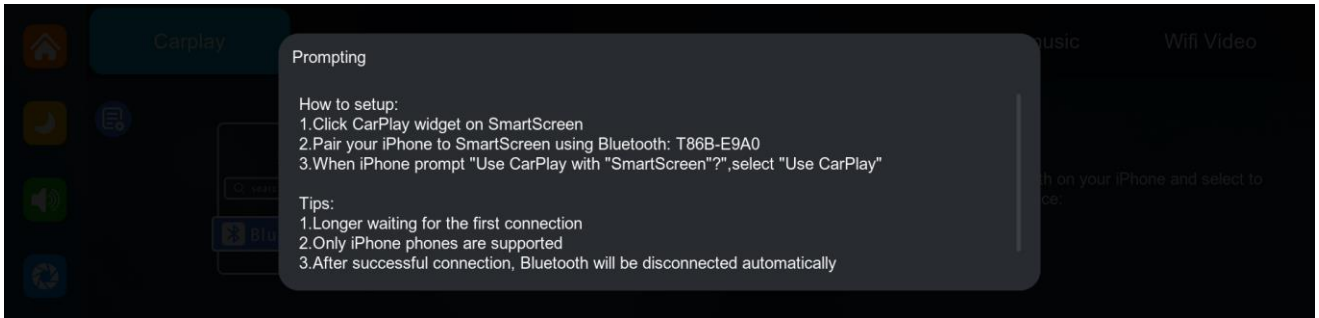 Carplay
music
Wifi Video
Prompting
How to setup:
1.Click CarPlay widget on SmartScreen
2.Pair your iPhone to SmartScreen using Bluetooth: T86B-E9A0
3.When iPhone prompt "Use CarPlay with "SmartScreen"?",select "Use CarPlay"
on your iPhone and select to
Tips:
1.Longer waiting for the first connection
2.Only iPhone phones are supported
3.After successful connection, Bluetooth will be disconnected automatically